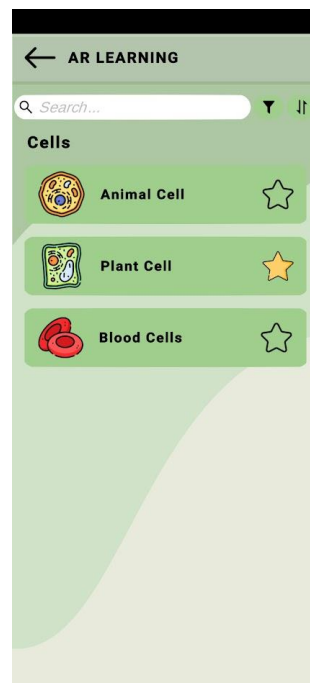 AR LEARNING
Search...
Cells
Animal Cell
Plant Cell
Blood Cells